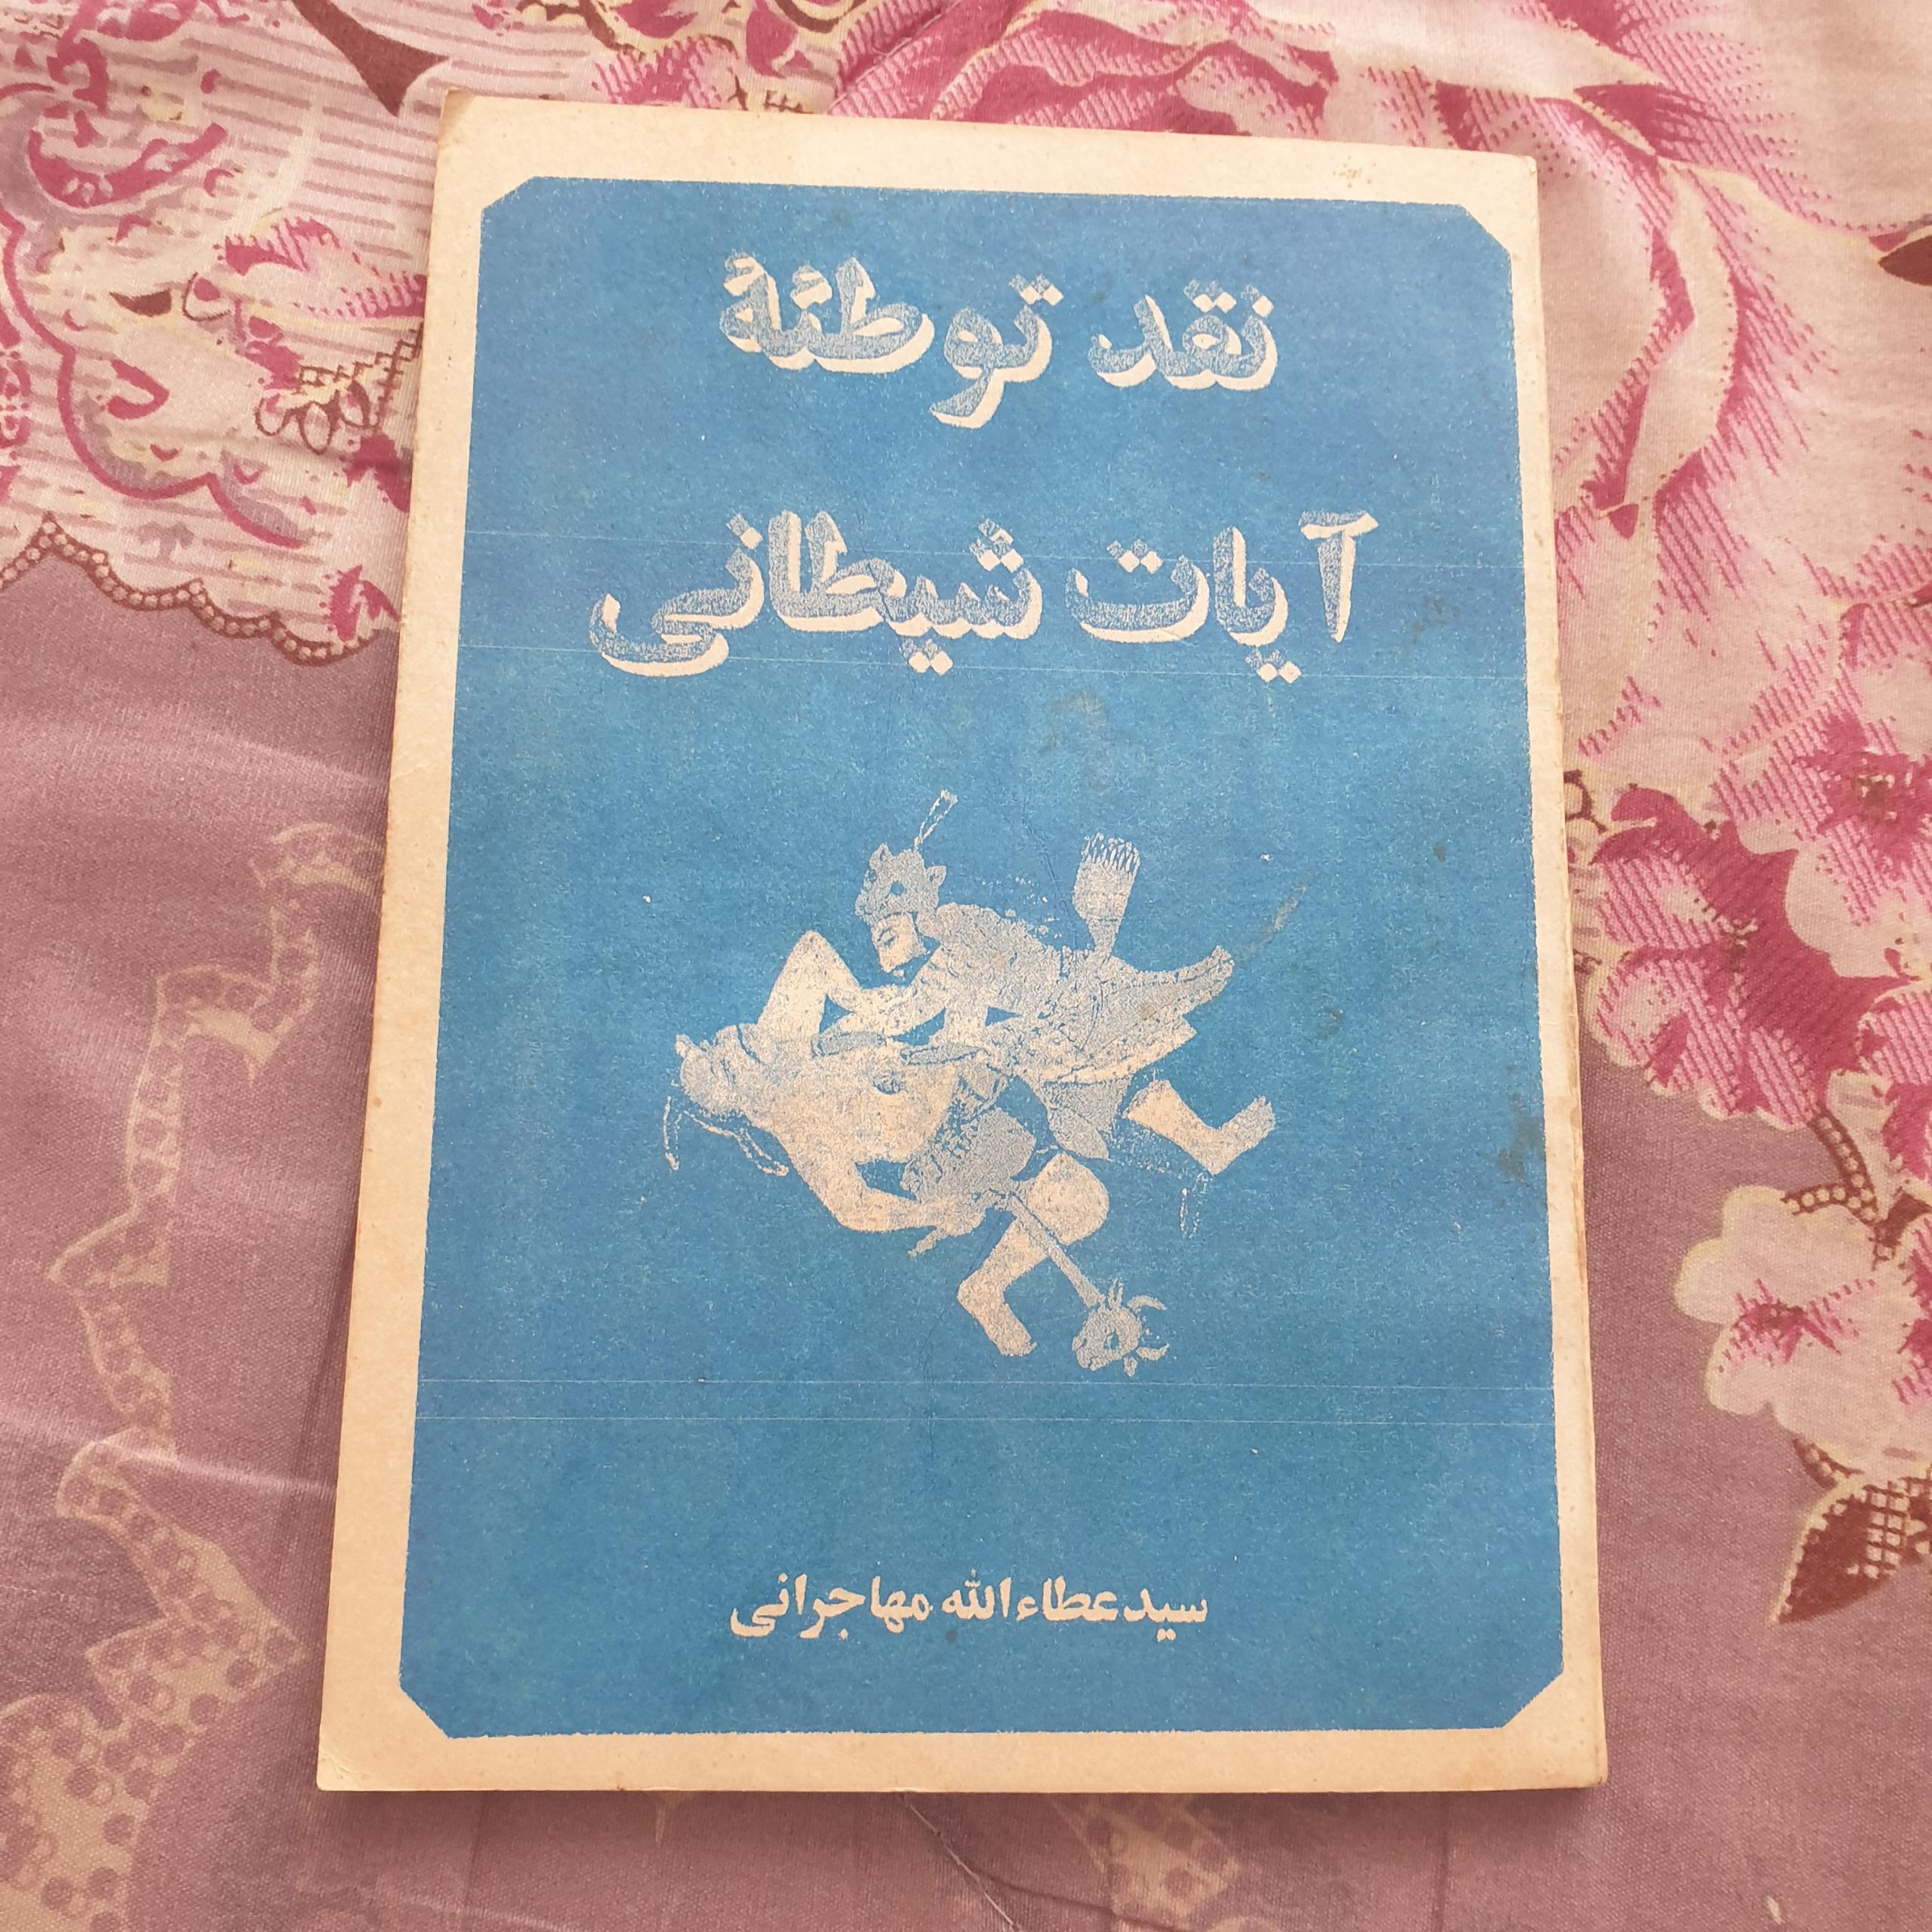 نقد توطئهٔ
آیات شیطانی
سید عطاءالله مهاجرانی